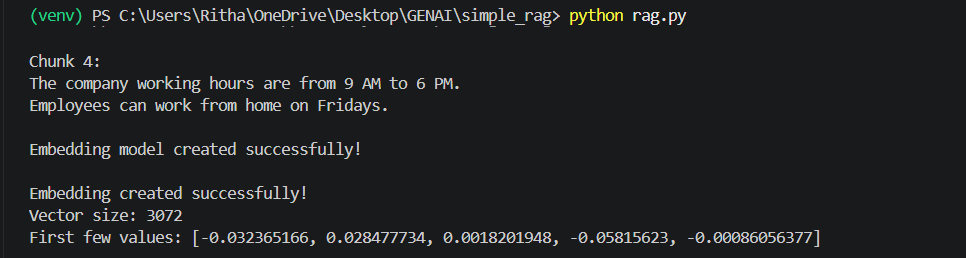 (venv) PS C:\Users\Ritha\OneDrive\Desktop\GENAI\simple_rag> python rag.py
Chunk 4:
The company working hours are from 9 AM to 6 PM.
Employees can work from home on Fridays.
Embedding model created successfully!
Embedding created successfully!
Vector size: 3072
First few values: [-0.032365166, 0.028477734, 0.0018201948, -0.05815623, -0.00086056377]